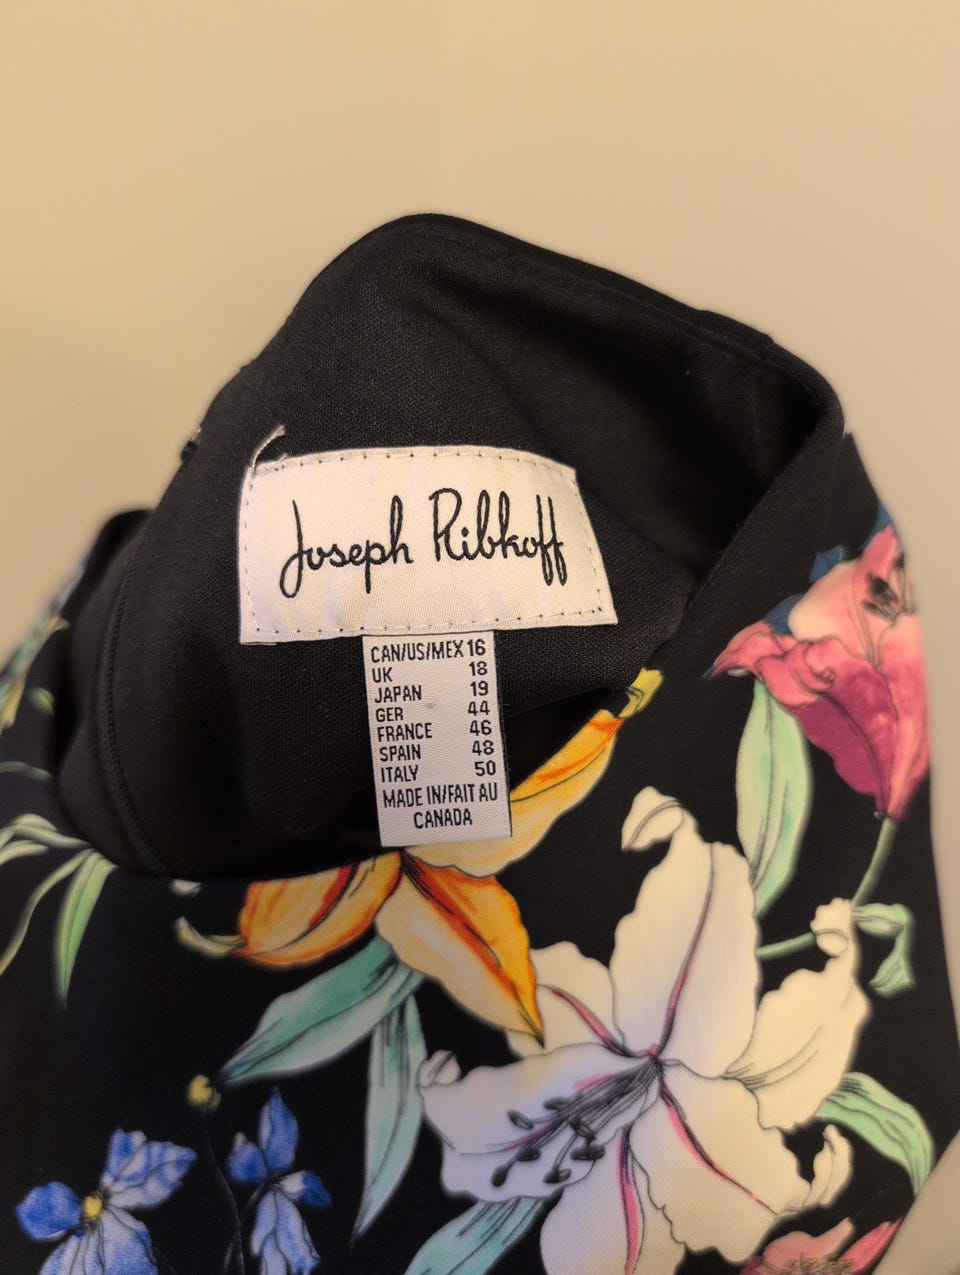 Joseph Ribkoff
CAN/US/MEX 16
UK 18
JAPAN 19
GER 44
FRANCE 46
SPAIN 48
ITALY 50
MADE IN/FAIT AU
CANADA